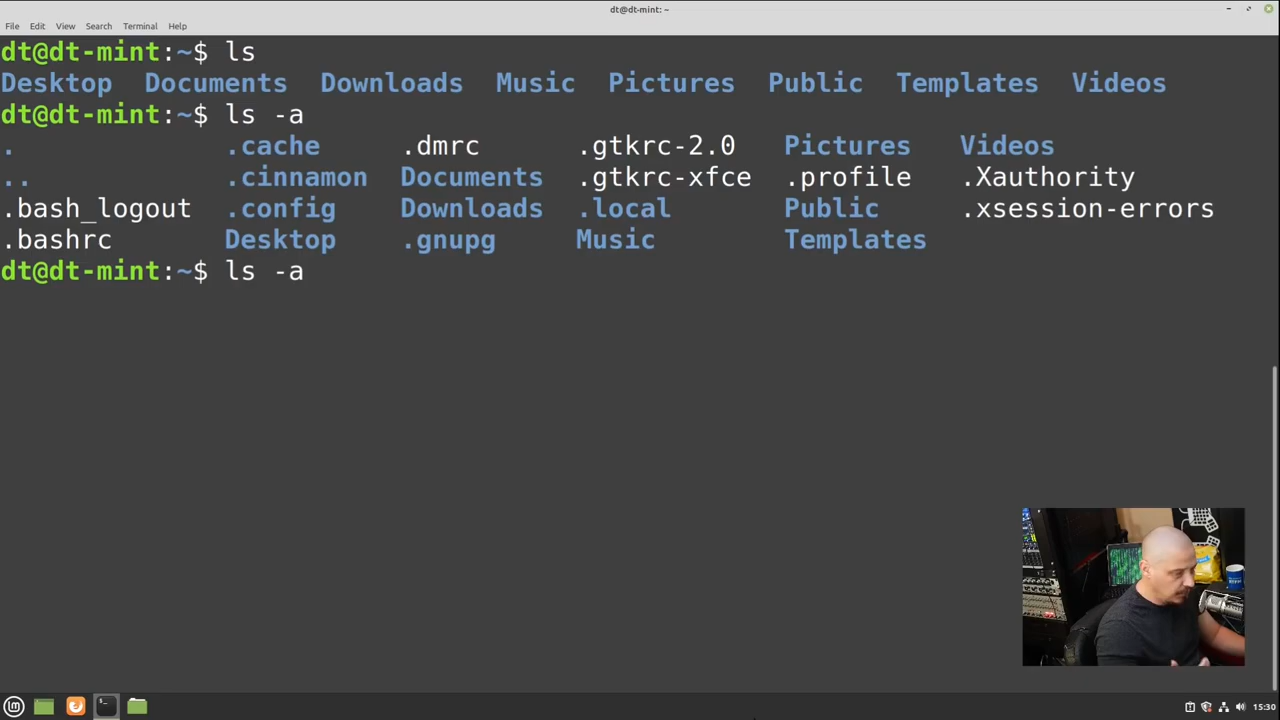 dt@dt-mint: ~
File Edit View Search Terminal Help
dt@dt-mint:~$ ls
Desktop Documents Downloads Music Pictures Public Templates Videos
dt@dt-mint:~$ ls -a
. .cache .dmrc .gtkrc-2.0 Pictures Videos
.. .cinnamon Documents .gtkrc-xfce .profile .Xauthority
.bash_logout .config Downloads .local Public .xsession-errors
.bashrc Desktop .gnupg Music Templates
dt@dt-mint:~$ ls -a
15:30